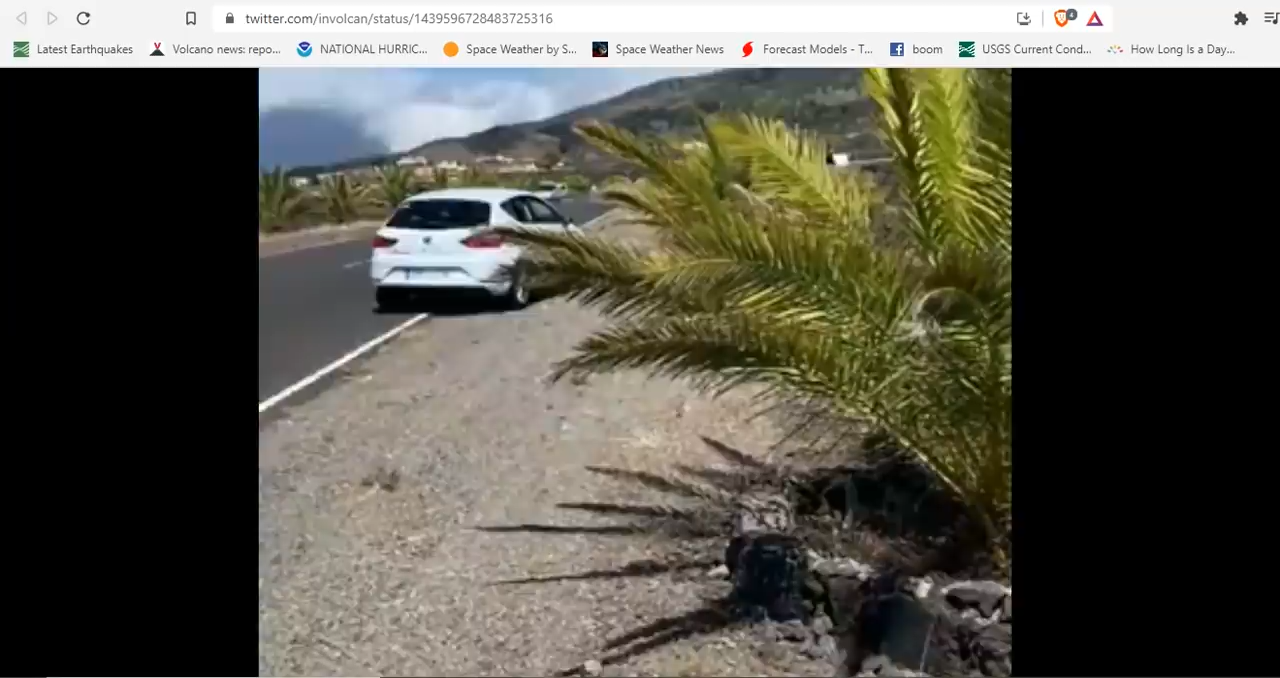 twitter.com/involcan/status/1439596728483725316
4
Latest Earthquakes Volcano news: repo... NATIONAL HURRIC... Space Weather by S... Space Weather News Forecast Models - T... boom USGS Current Cond... How Long Is a Day...